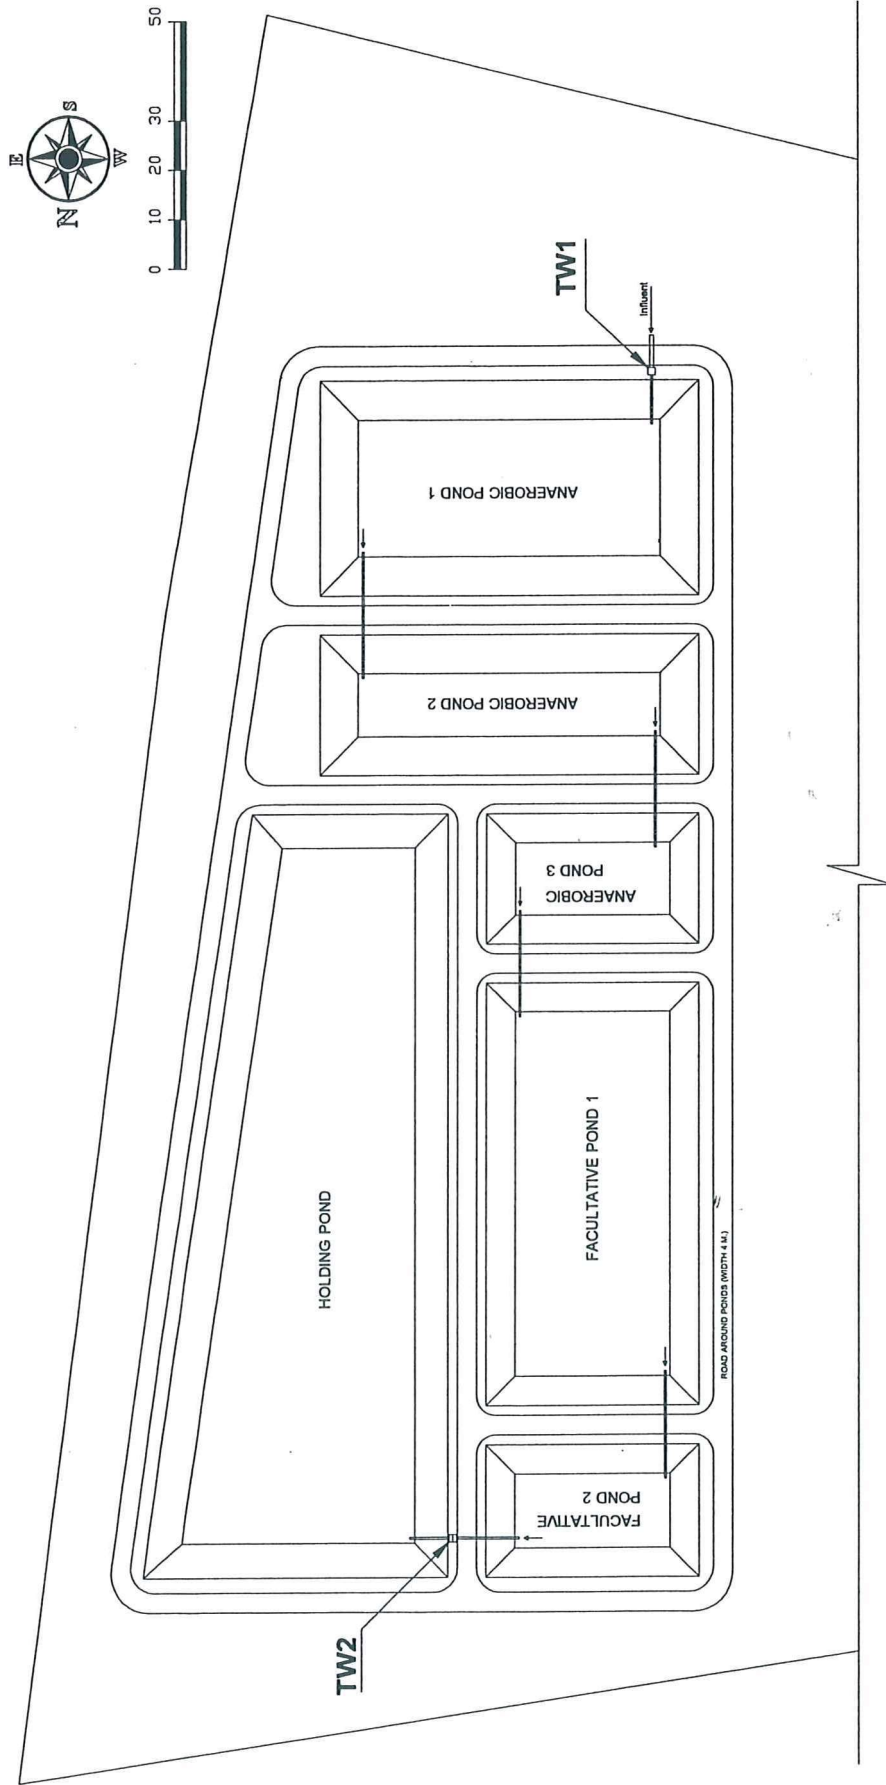 E
N
S
W
0 10 20 30 50
TW1
Influent
ANAEROBIC POND 1
ANAEROBIC POND 2
ANAEROBIC
POND 3
HOLDING POND
FACULTATIVE POND 1
ROAD AROUND PONDS (WIDTH 4 M.)
FACULTATIVE
POND 2
TW2